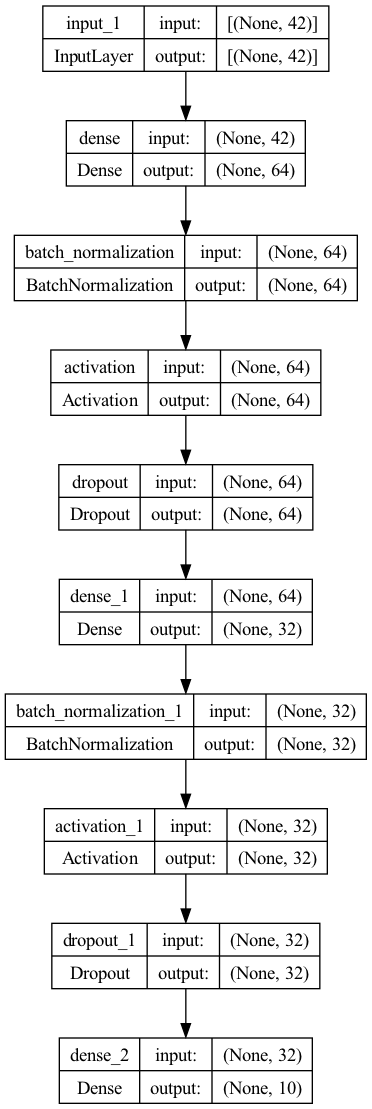 input_1 input: [(None, 42)]
InputLayer output: [(None, 42)]
dense input: (None, 42)
Dense output: (None, 64)
batch_normalization input: (None, 64)
BatchNormalization output: (None, 64)
activation input: (None, 64)
Activation output: (None, 64)
dropout input: (None, 64)
Dropout output: (None, 64)
dense_1 input: (None, 64)
Dense output: (None, 32)
batch_normalization_1 input: (None, 32)
BatchNormalization output: (None, 32)
activation_1 input: (None, 32)
Activation output: (None, 32)
dropout_1 input: (None, 32)
Dropout output: (None, 32)
dense_2 input: (None, 32)
Dense output: (None, 10)